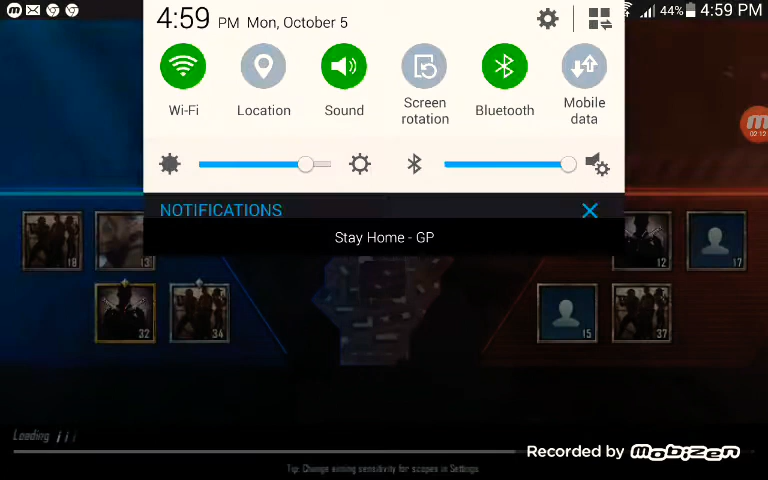 4:59 PM Mon, October 5
44% 4:59 PM
Wi-Fi
Location
Sound
Screen rotation
Bluetooth
Mobile data
02:12
NOTIFICATIONS
Stay Home - GP
18
13
12
17
32
34
15
37
Loading
Recorded by MOBIZEN
Tip: Change aiming sensitivity for scopes in Settings.